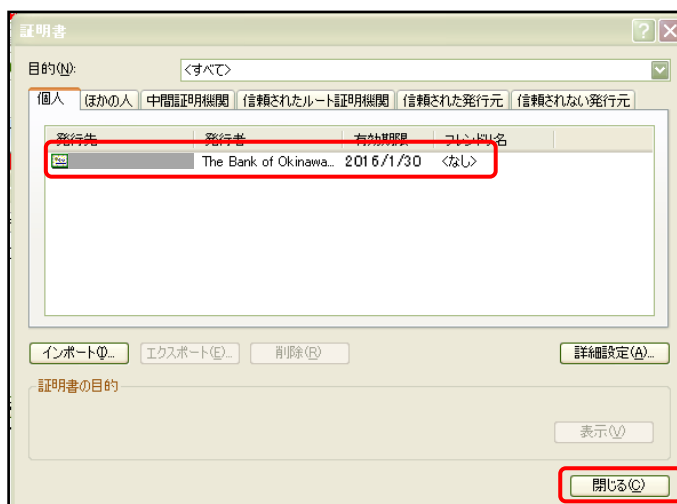 証明書
目的(N): <すべて>
個人 ほかの人 中間証明機関 信頼されたルート証明機関 信頼された発行元 信頼されない発行元
発行先 発行者 有効期限 フレンドリ名
The Bank of Okinawa... 2016/1/30 <なし>
インポート(I)... エクスポート(E)... 削除(R) 詳細設定(A)...
証明書の目的
表示(V)
閉じる(C)